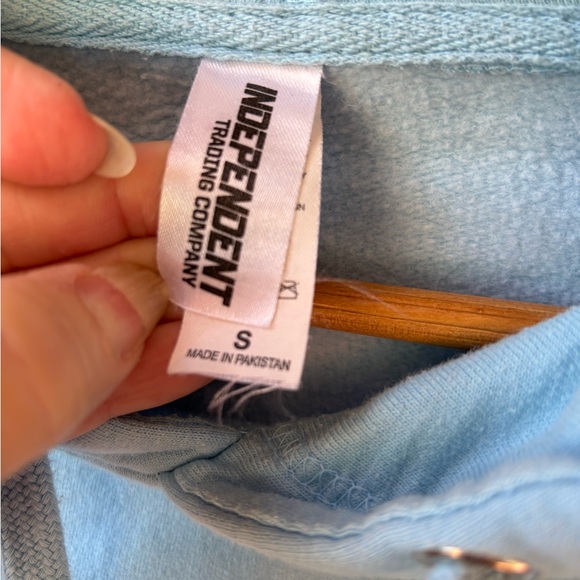 INDEPENDENT
TRADING COMPANY
S
MADE IN PAKISTAN